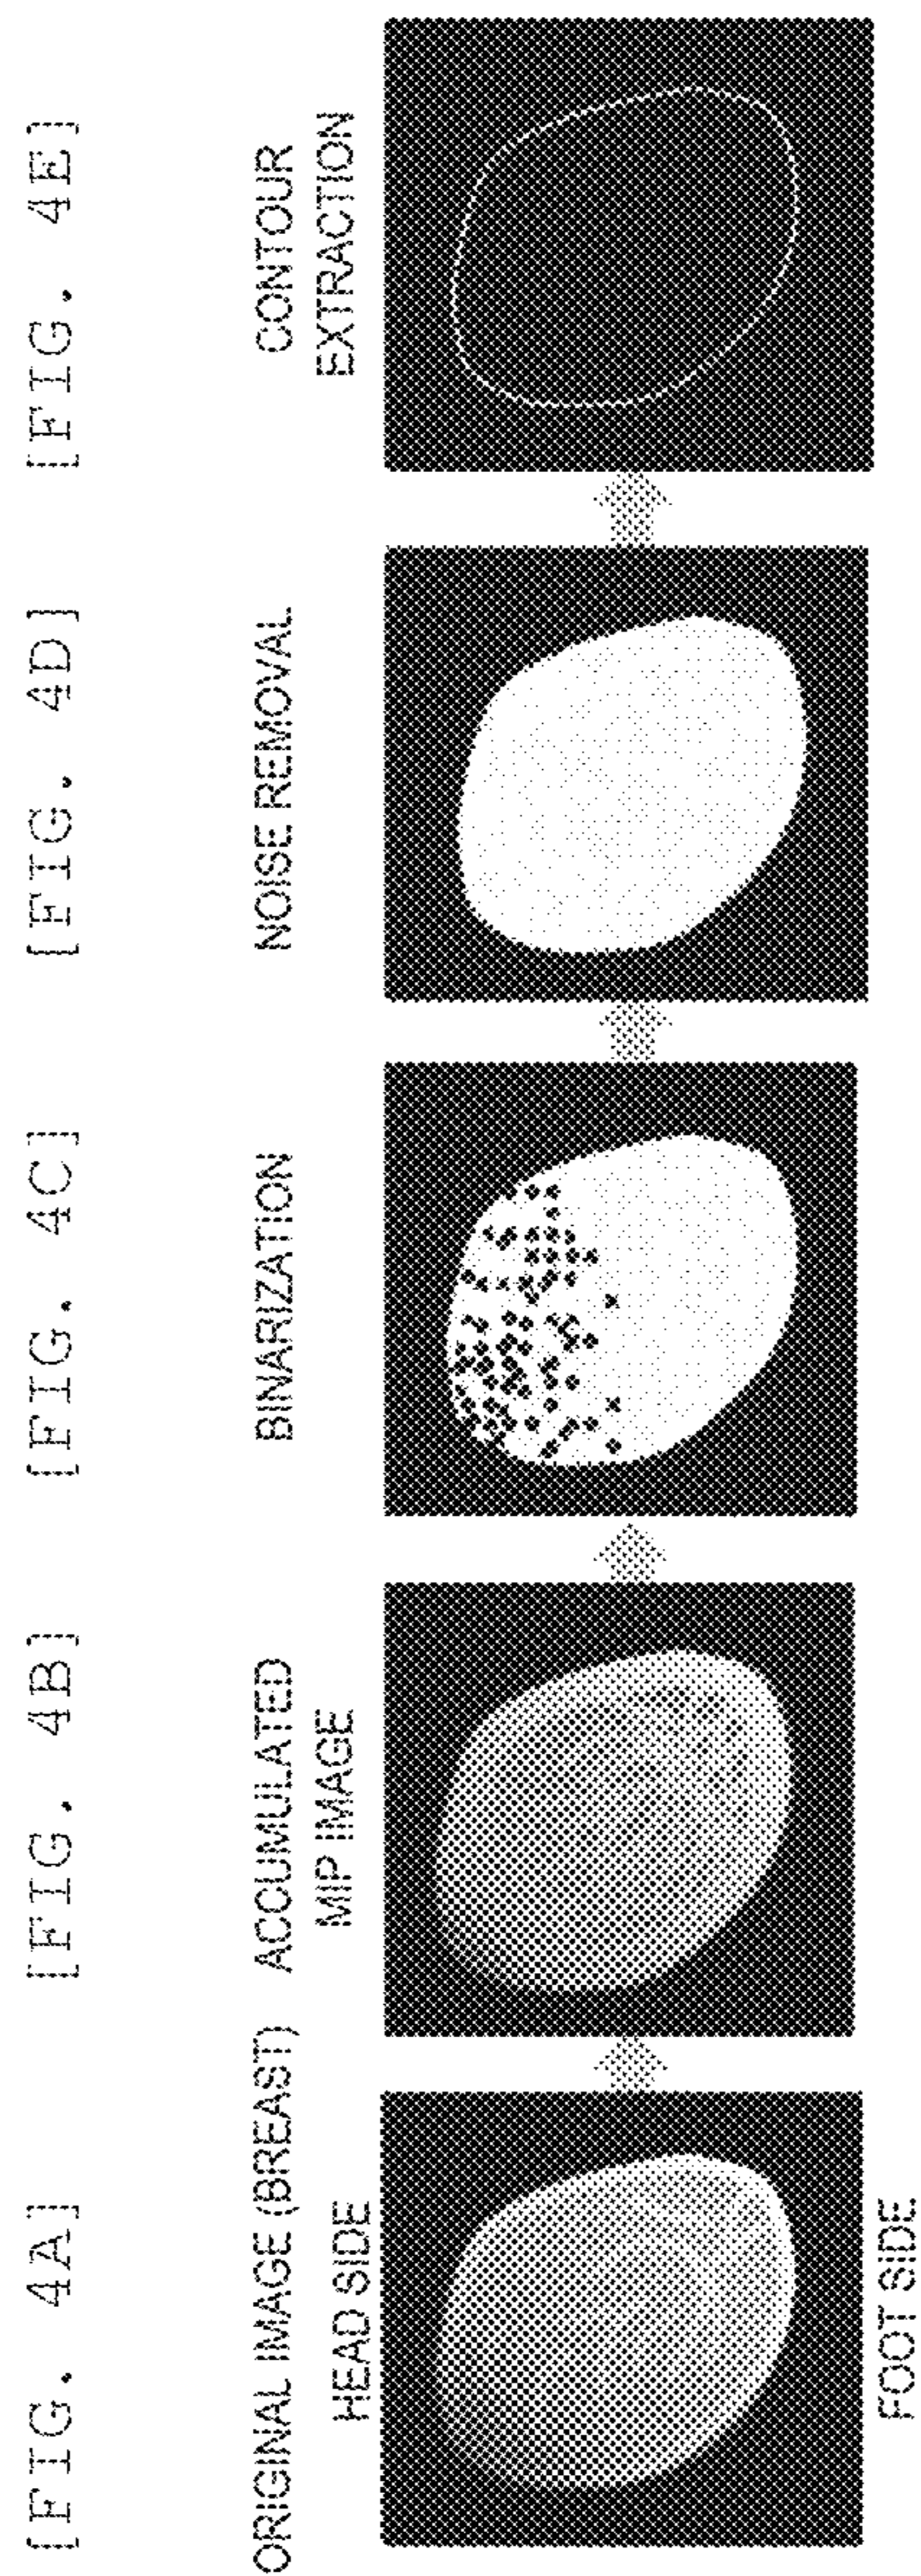 [FIG. 4A]
[FIG. 4B]
[FIG. 4C]
[FIG. 4D]
[FIG. 4E]
ORIGINAL IMAGE (BREAST)
HEAD SIDE
FOOT SIDE
ACCUMULATED
MIP IMAGE
BINARIZATION
NOISE REMOVAL
CONTOUR
EXTRACTION